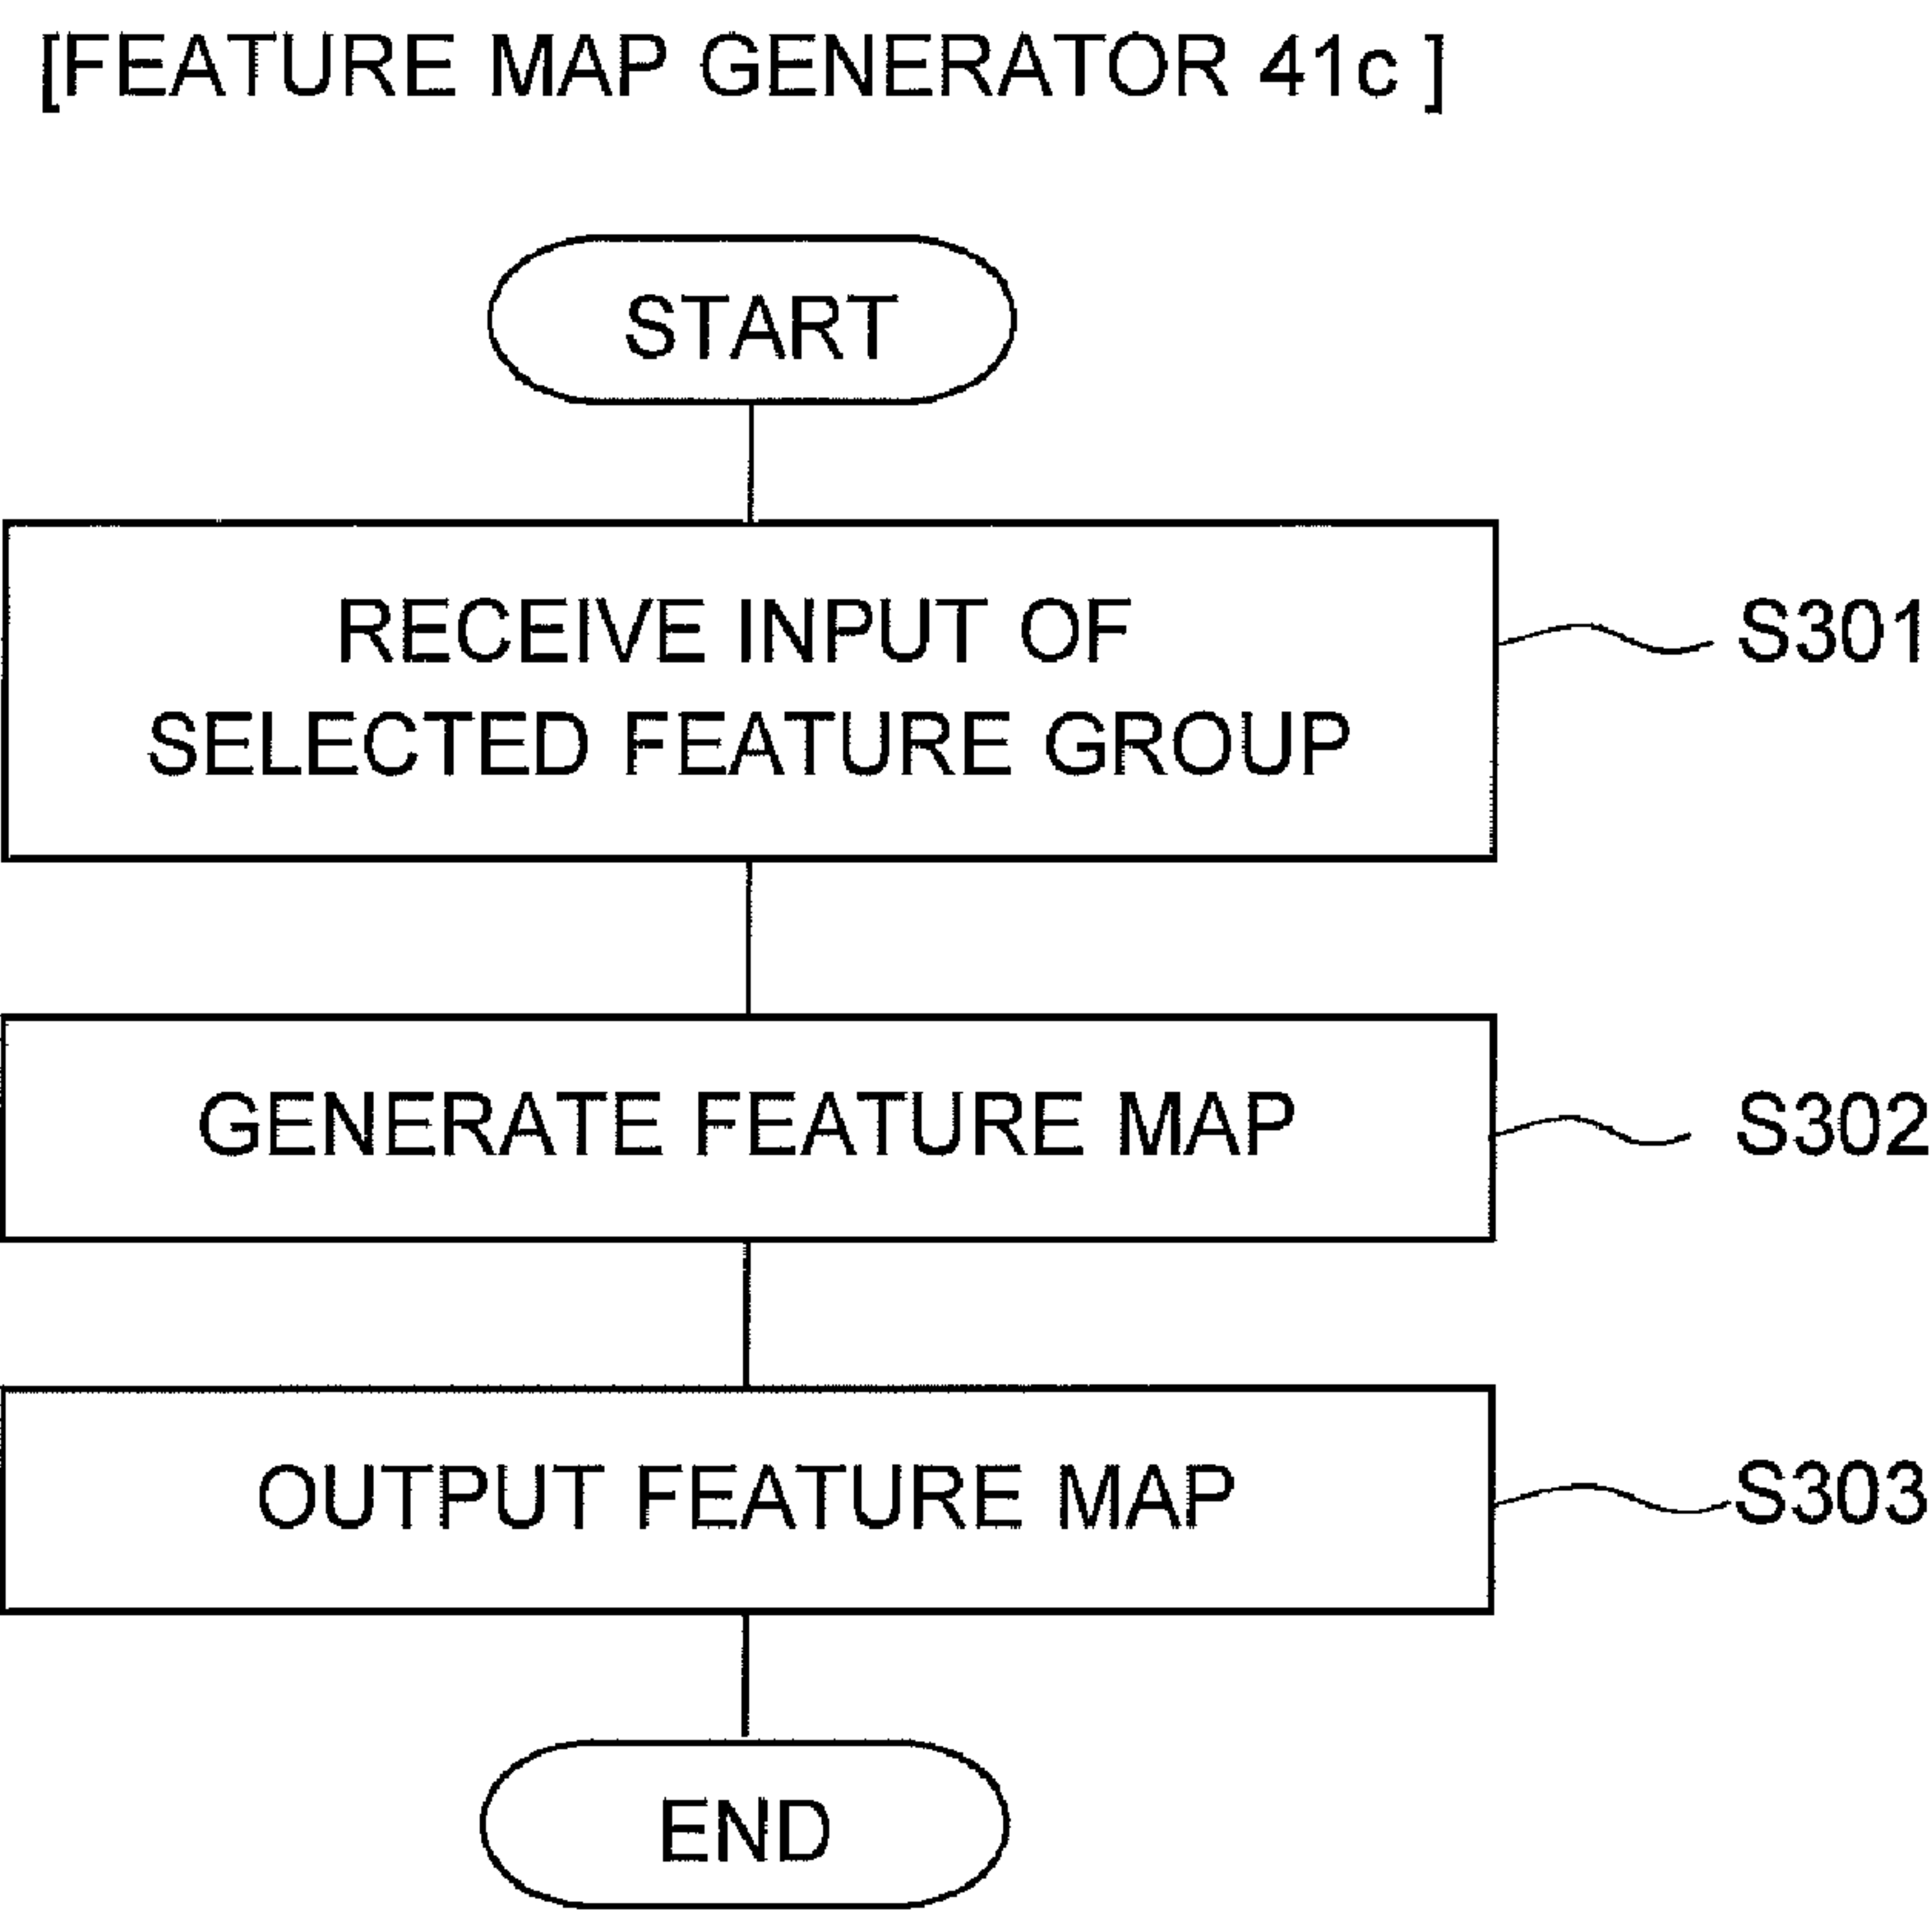 [FEATURE MAP GENERATOR 41c ]
START
RECEIVE INPUT OF
SELECTED FEATURE GROUP
S301
GENERATE FEATURE MAP
S302
OUTPUT FEATURE MAP
S303
END